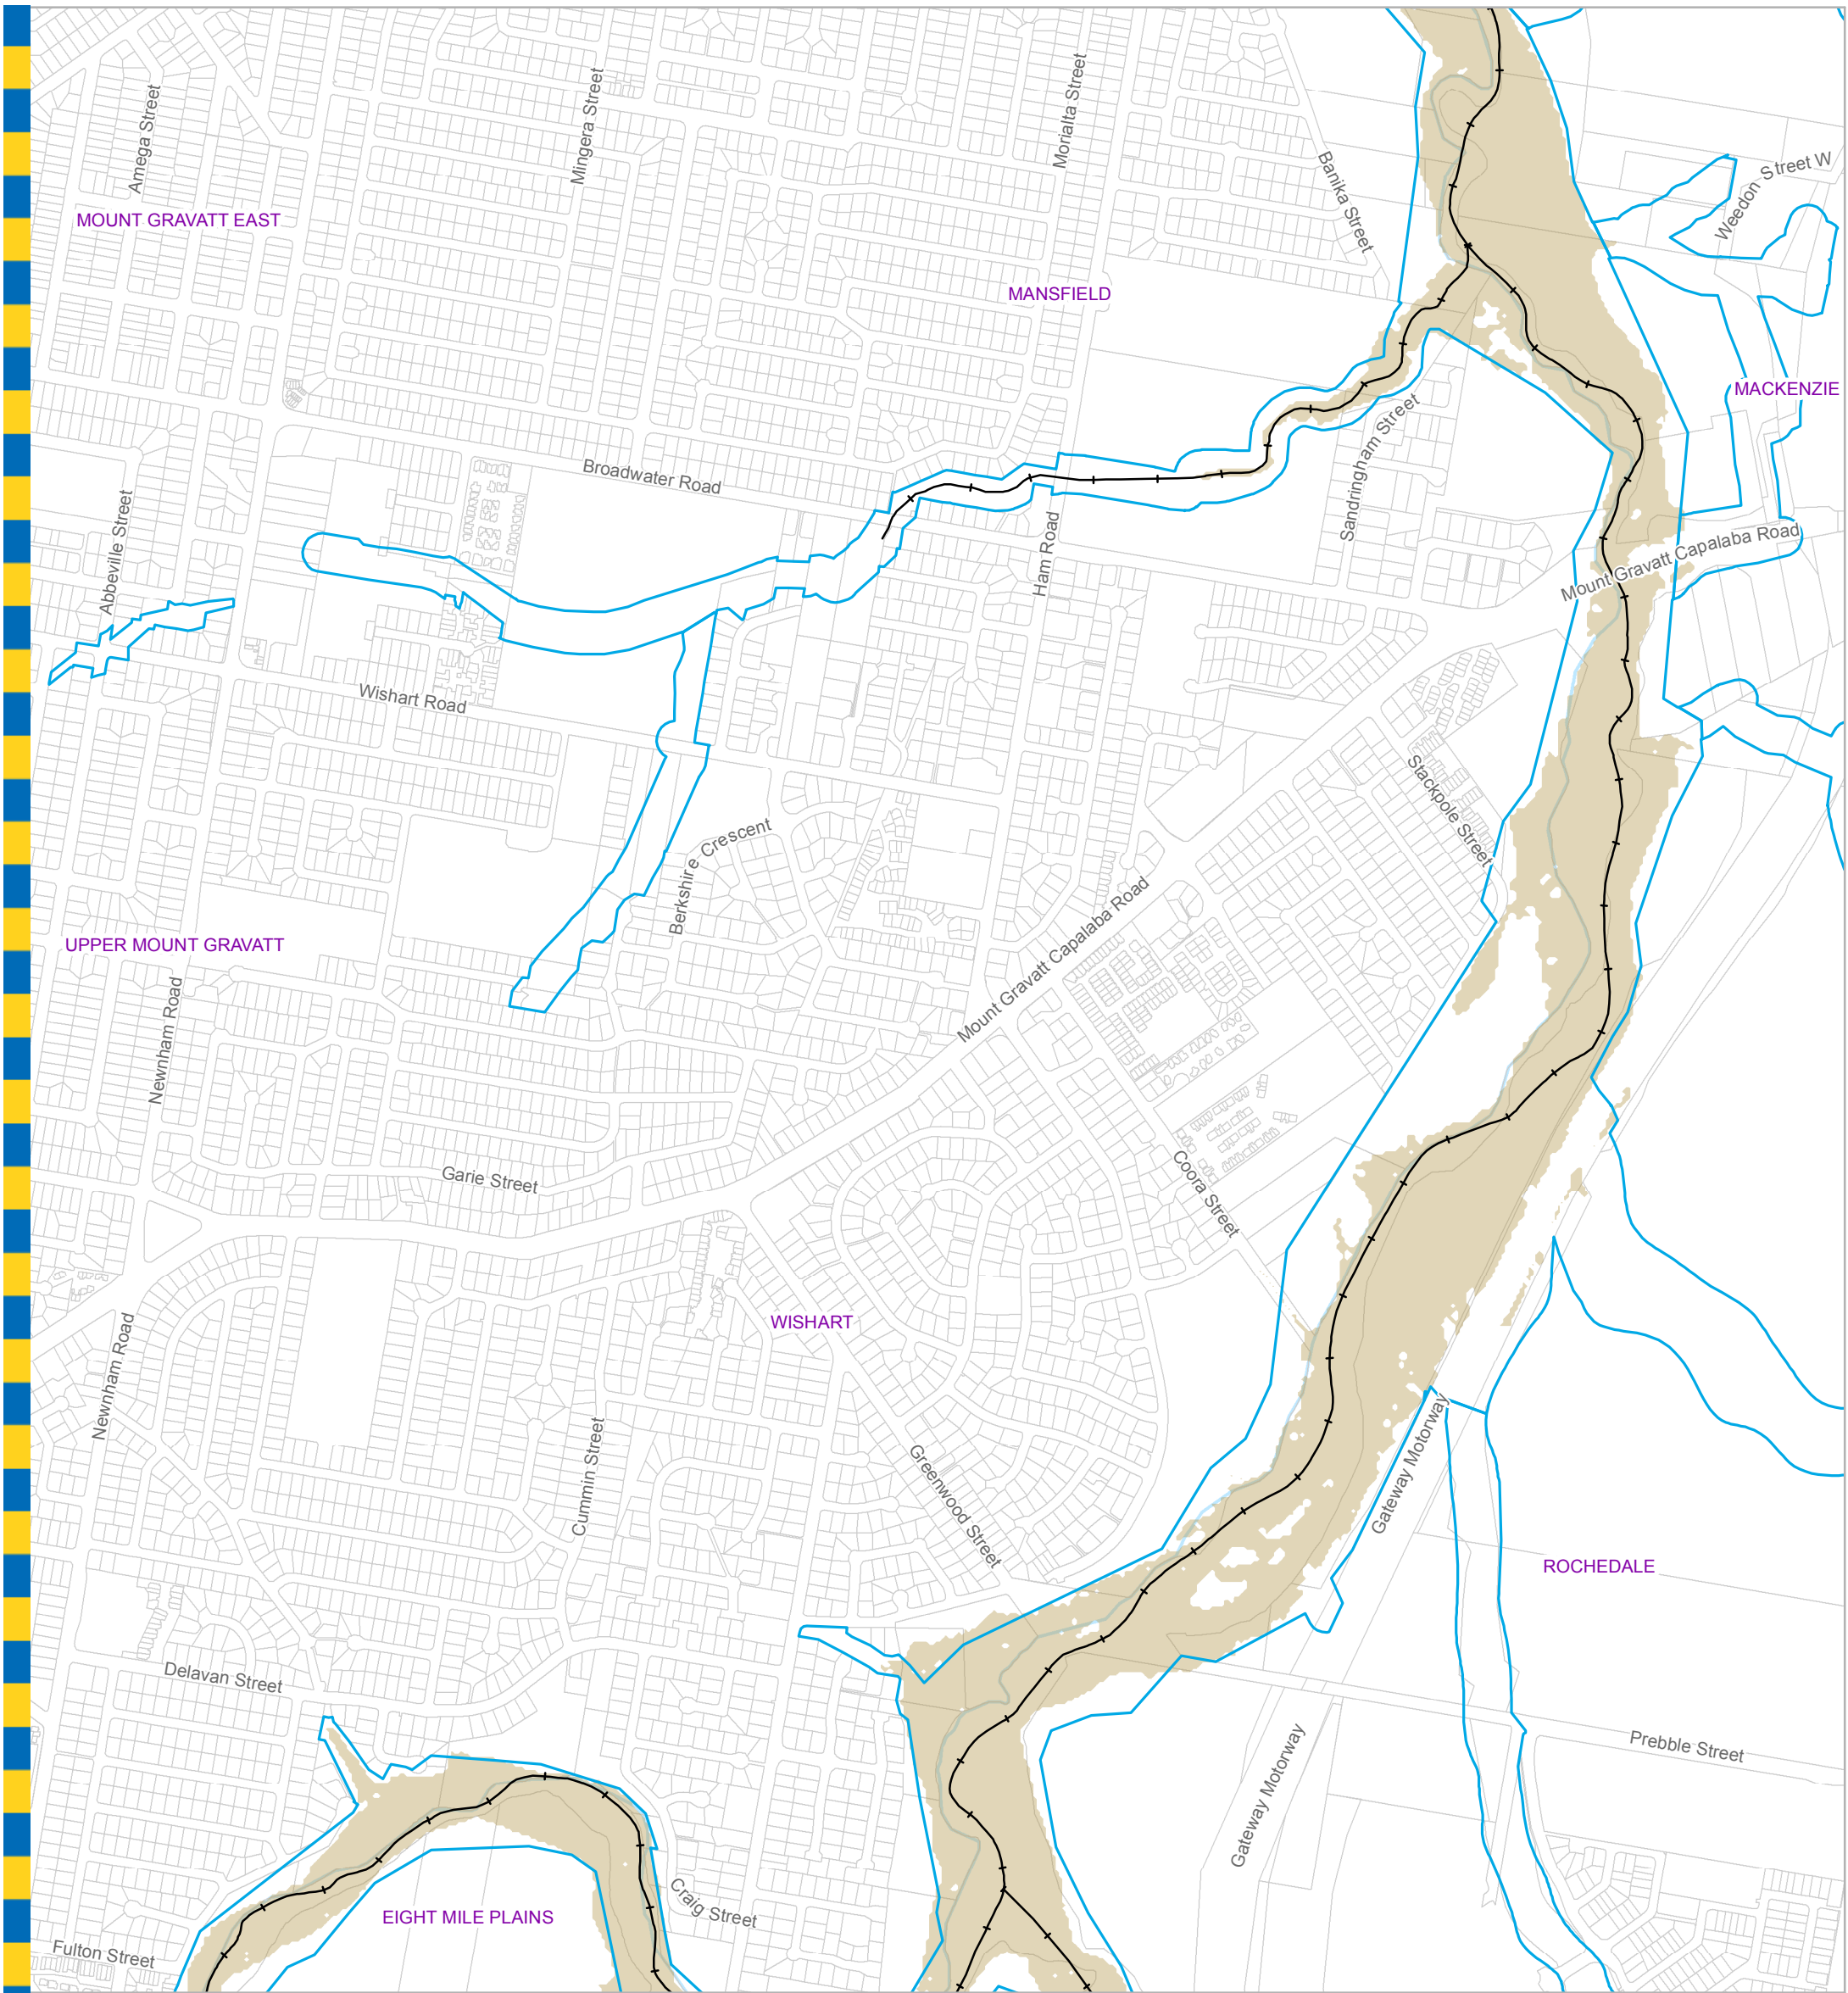 Amega Street
Mingera Street
Morialta Street
Banika Street
Weedon Street W
MOUNT GRAVATT EAST
MANSFIELD
MACKENZIE
Broadwater Road
Sandringham Street
Abbeville Street
Ham Road
Mount Gravatt Capalaba Road
Wishart Road
Stackpole Street
Berkshire Crescent
Mount Gravatt Capalaba Road
UPPER MOUNT GRAVATT
Newnham Road
Garie Street
Coora Street
WISHART
Newnham Road
Cummin Street
Greenwood Street
Gateway Motorway
ROCHEDALE
Delavan Street
Prebble Street
Gateway Motorway
Craig Street
EIGHT MILE PLAINS
Fulton Street